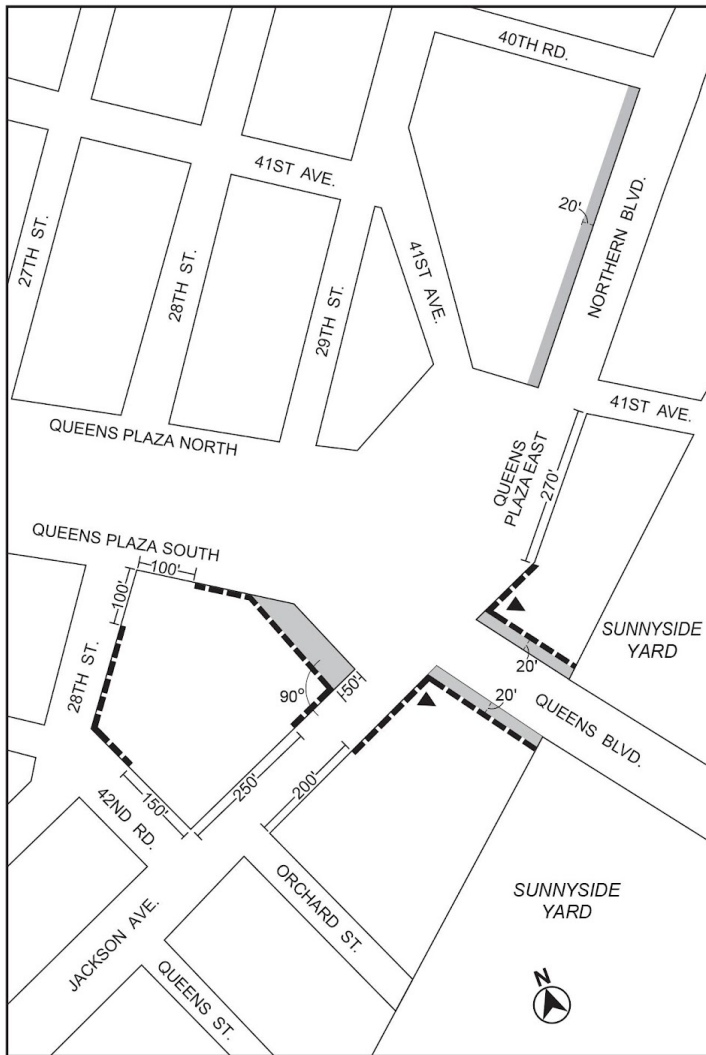 40TH RD.
41ST AVE.
20'
NORTHERN BLVD.
27TH ST.
28TH ST.
29TH ST.
41ST AVE.
41ST AVE.
QUEENS PLAZA NORTH
QUEENS
PLAZA EAST
270'
QUEENS PLAZA SOUTH
100'
100'
SUNNYSIDE
YARD
28TH ST.
90°
50'
20'
20'
QUEENS BLVD.
150'
250'
200'
42ND RD.
ORCHARD ST.
SUNNYSIDE
YARD
JACKSON AVE.
QUEENS ST.
N